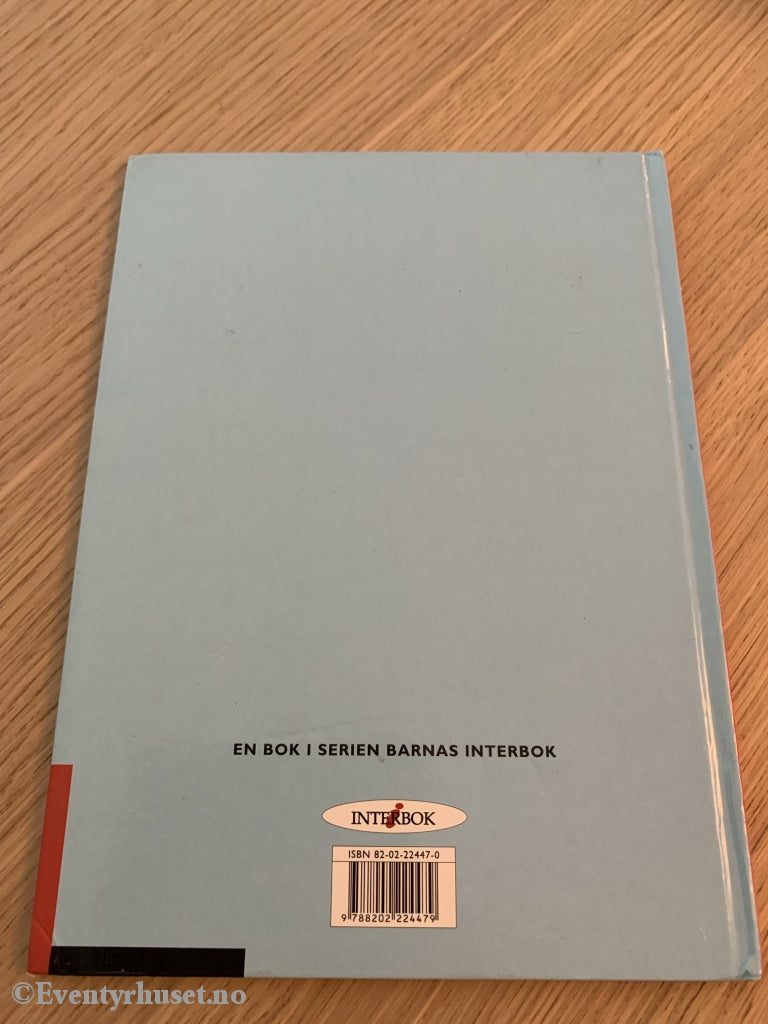 EN BOK I SERIEN BARNAS INTERBOK
INTERBOK
ISBN 82-02-22447-0
9 788202 224479
©Eventyrhuset.no